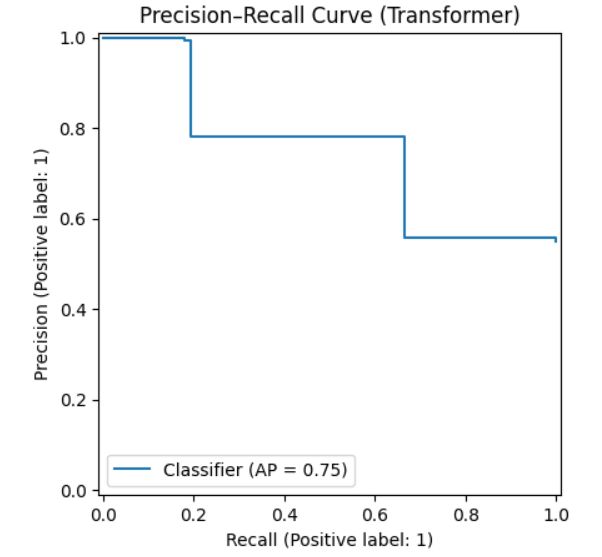 Precision–Recall Curve (Transformer)
1.0
0.8
0.6
0.4
0.2
0.0
Precision (Positive label: 1)
Classifier (AP = 0.75)
0.0 0.2 0.4 0.6 0.8 1.0
Recall (Positive label: 1)